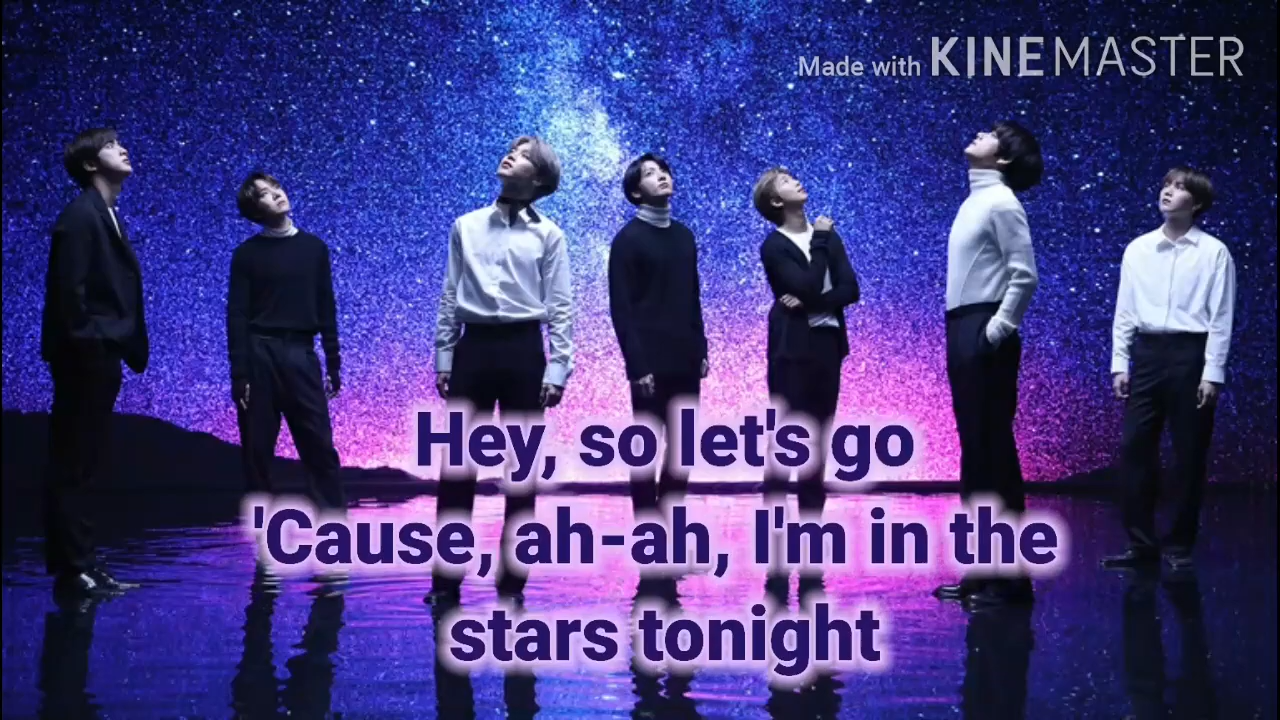 Made with KINEMASTER
Hey, so let's go
'Cause, ah-ah, I'm in the
stars tonight